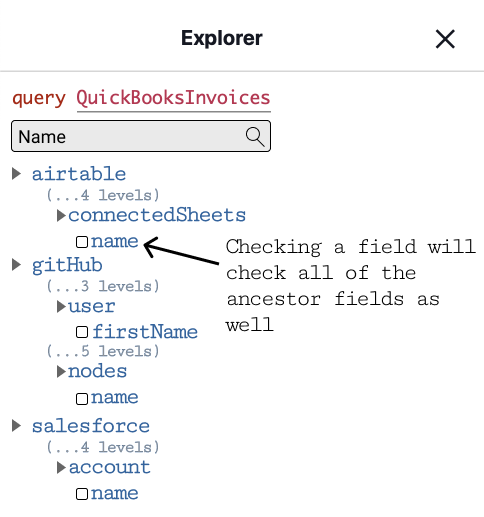 Explorer
query QuickBooksInvoices
Name
airtable
(...4 levels)
connectedSheets
name
Checking a field will
check all of the
ancestor fields as
well
gitHub
(...3 levels)
user
firstName
(...5 levels)
nodes
name
salesforce
(...4 levels)
account
name